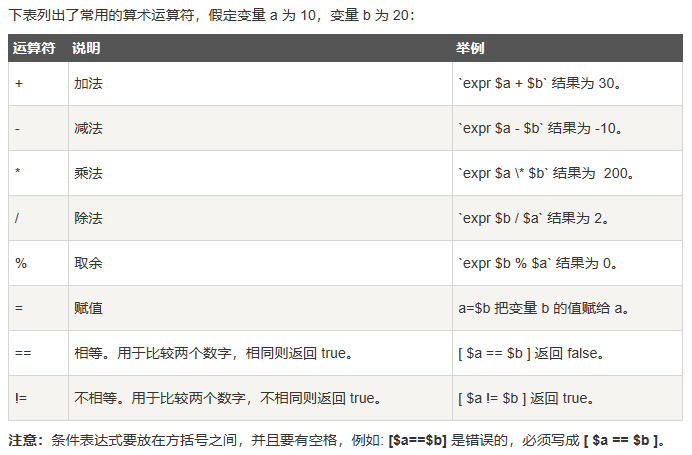 下表列出了常用的算术运算符，假定变量 a 为 10，变量 b 为 20：
运算符 说明 举例
+ 加法 `expr $a + $b` 结果为 30。
- 减法 `expr $a - $b` 结果为 -10。
* 乘法 `expr $a \* $b` 结果为  200。
/ 除法 `expr $b / $a` 结果为 2。
% 取余 `expr $b % $a` 结果为 0。
= 赋值 a=$b 把变量 b 的值赋给 a。
== 相等。用于比较两个数字，相同则返回 true。 [ $a == $b ] 返回 false。
!= 不相等。用于比较两个数字，不相同则返回 true。 [ $a != $b ] 返回 true。
注意：条件表达式要放在方括号之间，并且要有空格，例如: [$a==$b] 是错误的，必须写成 [ $a == $b ]。